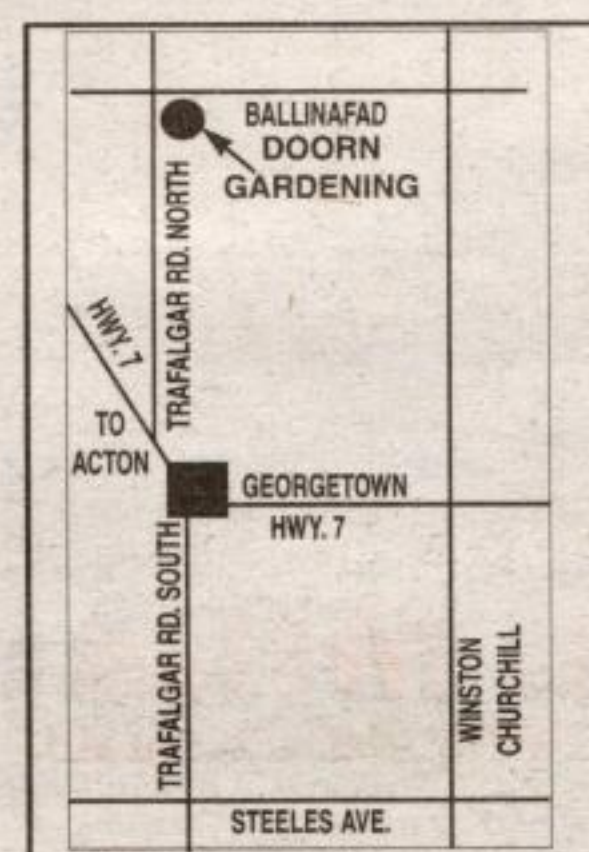 BALLINAFAD
DOORN
GARDENING
TRAFALGAR RD. NORTH
HWY. 7
TO
ACTON
GEORGETOWN
HWY. 7
TRAFALGAR RD. SOUTH
WINSTON
CHURCHILL
STEELES AVE.